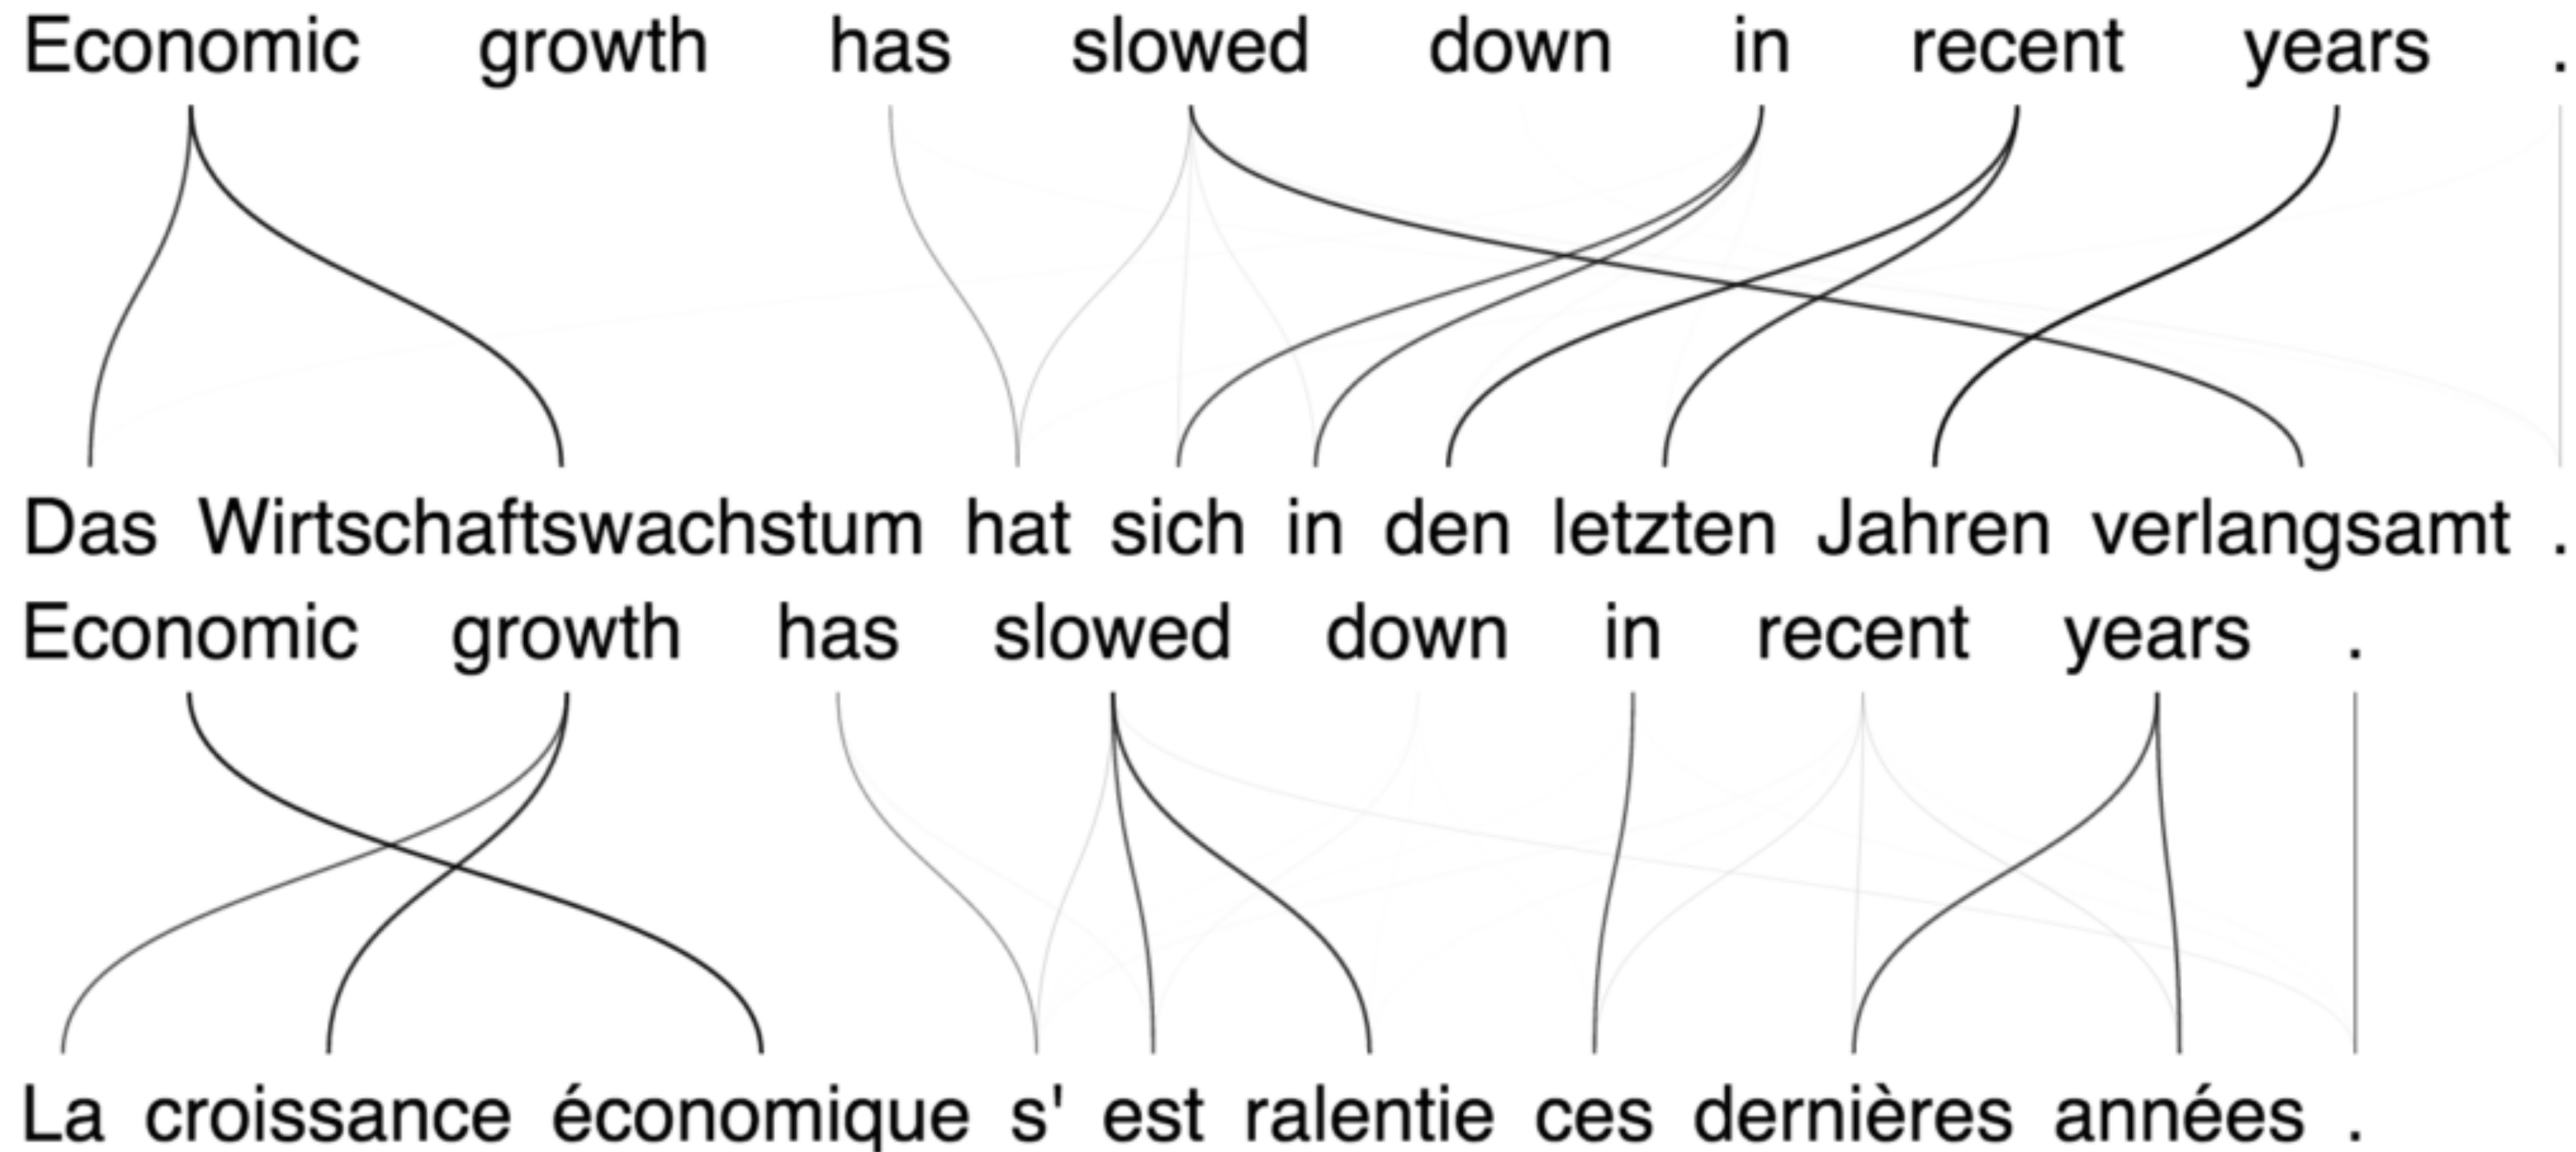 Economic growth has slowed down in recent years .
Das Wirtschaftswachstum hat sich in den letzten Jahren verlangsamt .
Economic growth has slowed down in recent years .
La croissance économique s' est ralentie ces dernières années .